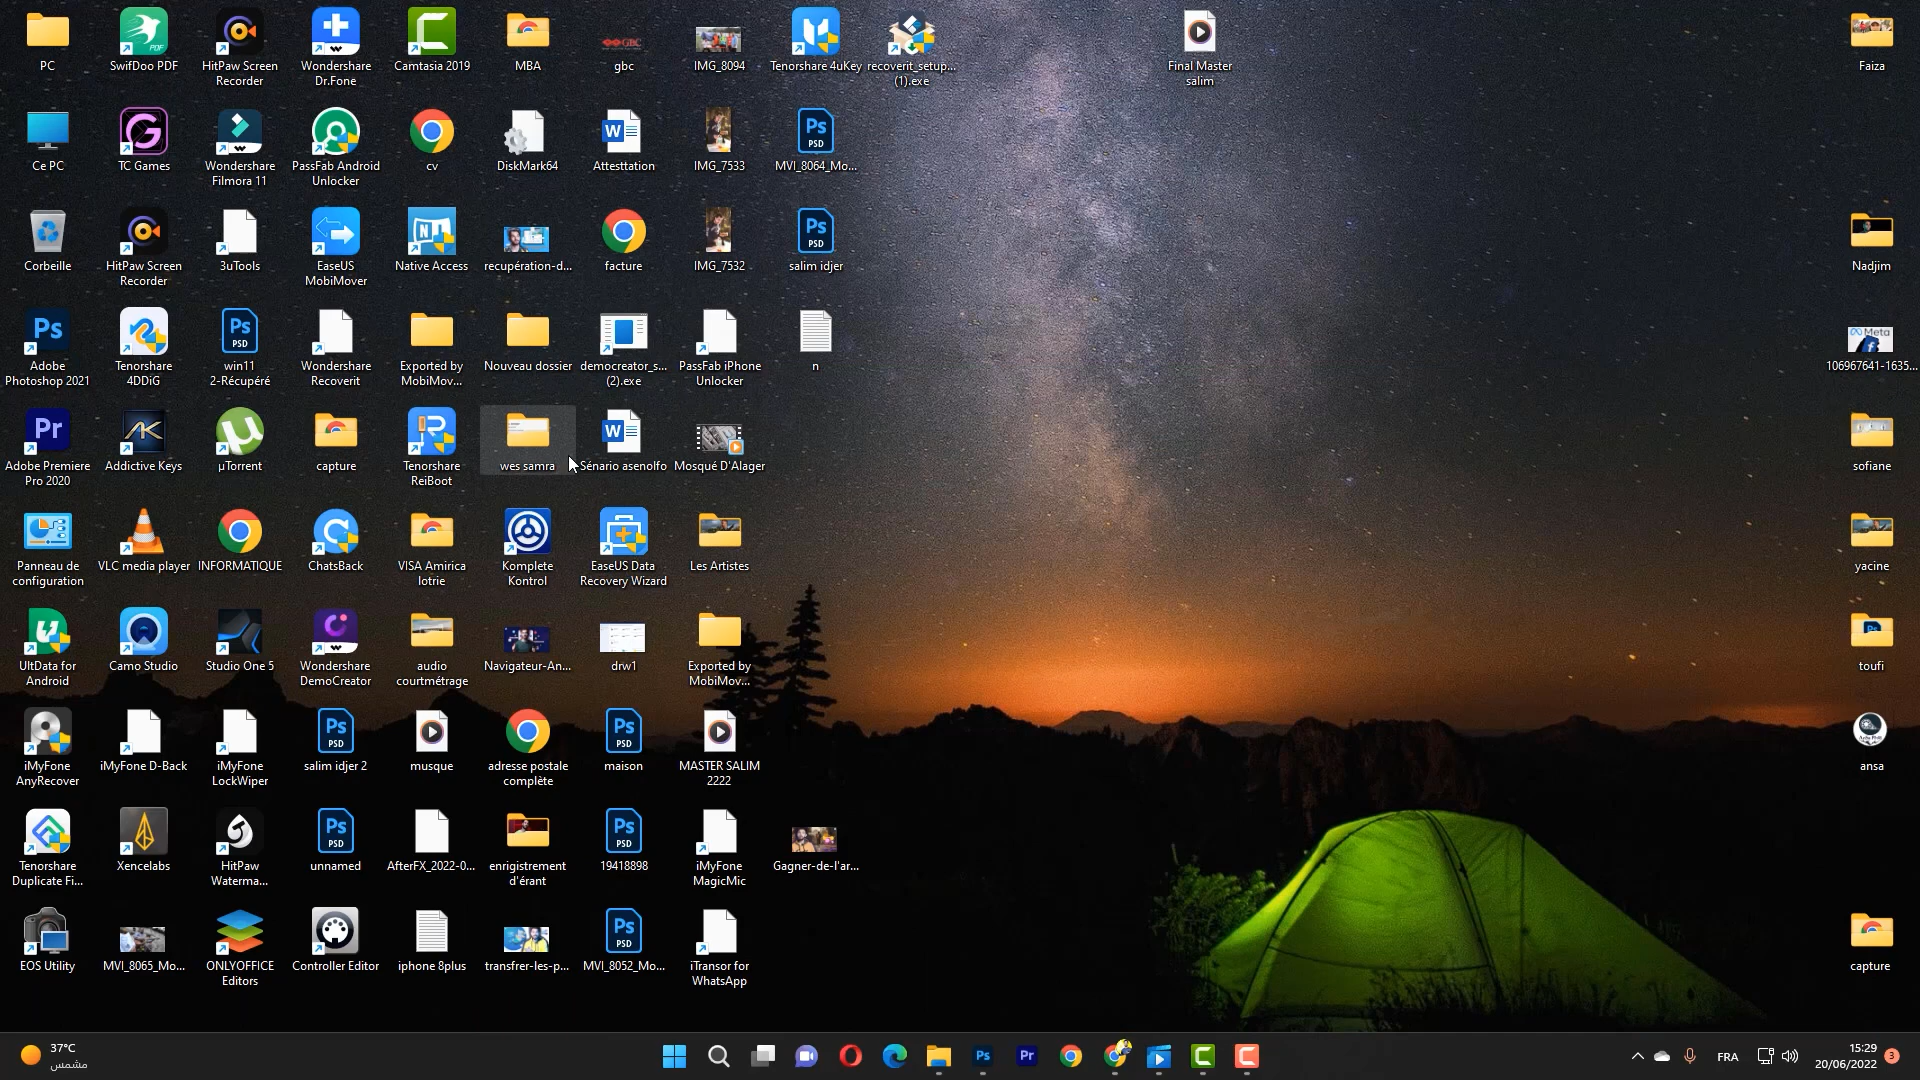 PC
SwifDoo PDF
HitPaw Screen
Recorder
Wondershare
Dr.Fone
Camtasia 2019
MBA
gbc
IMG_8094
Tenorshare 4uKey
recoverit_setup...
(1).exe
Final Master
salim
Faiza
Ce PC
TC Games
Wondershare
Filmora 11
PassFab Android
Unlocker
cv
DiskMark64
Attesttation
IMG_7533
MVI_8064_Mo...
Corbeille
HitPaw Screen
Recorder
3uTools
EaseUS
MobiMover
Native Access
recupération-d...
facture
IMG_7532
salim idjer
Nadjim
Adobe
Photoshop 2021
Tenorshare
4DDiG
win11
2-Récupéré
Wondershare
Recoverit
Exported by
MobiMov...
Nouveau dossier
democreator_s...
(2).exe
PassFab iPhone
Unlocker
n
106967641-1635...
Adobe Premiere
Pro 2020
Addictive Keys
µTorrent
capture
Tenorshare
ReiBoot
wes samra
Sénario asenolfo
Mosqué D'Alager
sofiane
Panneau de
configuration
VLC media player
INFORMATIQUE
ChatsBack
VISA Amirica
lotrie
Komplete
Kontrol
EaseUS Data
Recovery Wizard
Les Artistes
yacine
UltData for
Android
Camo Studio
Studio One 5
Wondershare
DemoCreator
audio
courtmétrage
Navigateur-An...
drw1
Exported by
MobiMov...
toufi
iMyFone
AnyRecover
iMyFone D-Back
iMyFone
LockWiper
salim idjer 2
musque
adresse postale
complète
maison
MASTER SALIM
2222
ansa
Tenorshare
Duplicate Fi...
Xencelabs
HitPaw
Waterma...
unnamed
AfterFX_2022-0...
enrigistrement
d'érant
19418898
iMyFone
MagicMic
Gagner-de-l'ar...
EOS Utility
MVI_8065_Mo...
ONLYOFFICE
Editors
Controller Editor
iphone 8plus
transfrer-les-p...
MVI_8052_Mo...
iTransor for
WhatsApp
capture
37°C
مشمس
FRA
15:29
20/06/2022
3